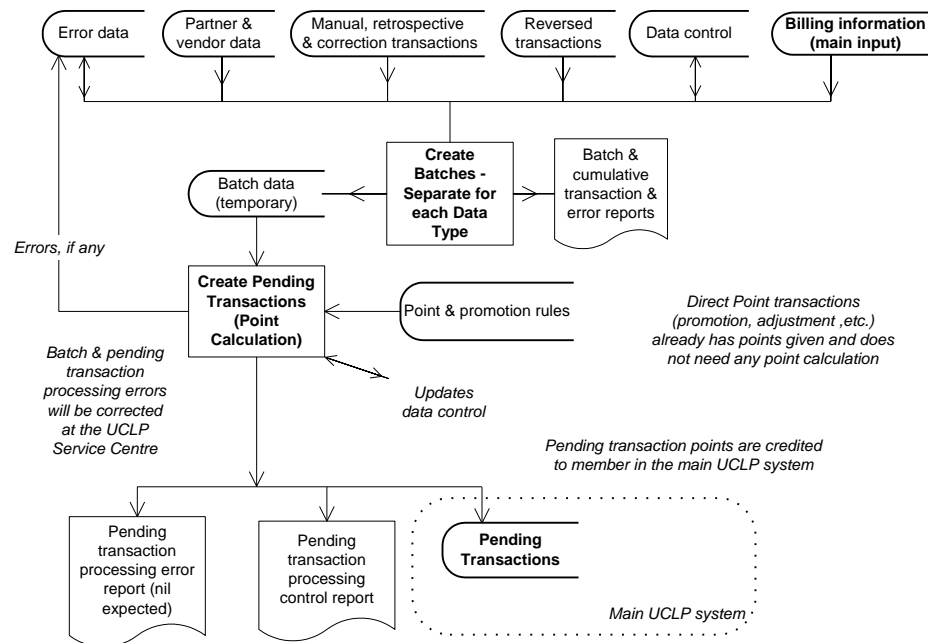 Error data
Partner &
vendor data
Manual, retrospective
& correction transactions
Reversed
transactions
Data control
Billing information
(main input)
Create
Batches -
Separate for
each Data
Type
Batch &
cumulative
transaction &
error reports
Batch data
(temporary)
Errors, if any
Create Pending
Transactions
(Point
Calculation)
Point & promotion rules
Direct Point transactions
(promotion, adjustment ,etc.)
already has points given and does
not need any point calculation
Batch & pending
transaction
processing errors
will be corrected
at the UCLP
Service Centre
Updates
data control
Pending transaction points are credited
to member in the main UCLP system
Pending
transaction
processing error
report (nil
expected)
Pending
transaction
processing
control report
Pending
Transactions
Main UCLP system